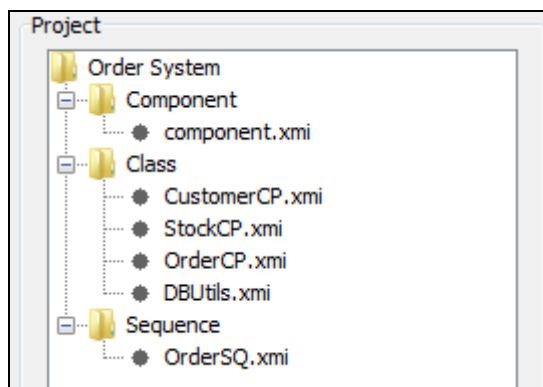 Project
Order System
Component
component.xmi
Class
CustomerCP.xmi
StockCP.xmi
OrderCP.xmi
DBUtils.xmi
Sequence
OrderSQ.xmi